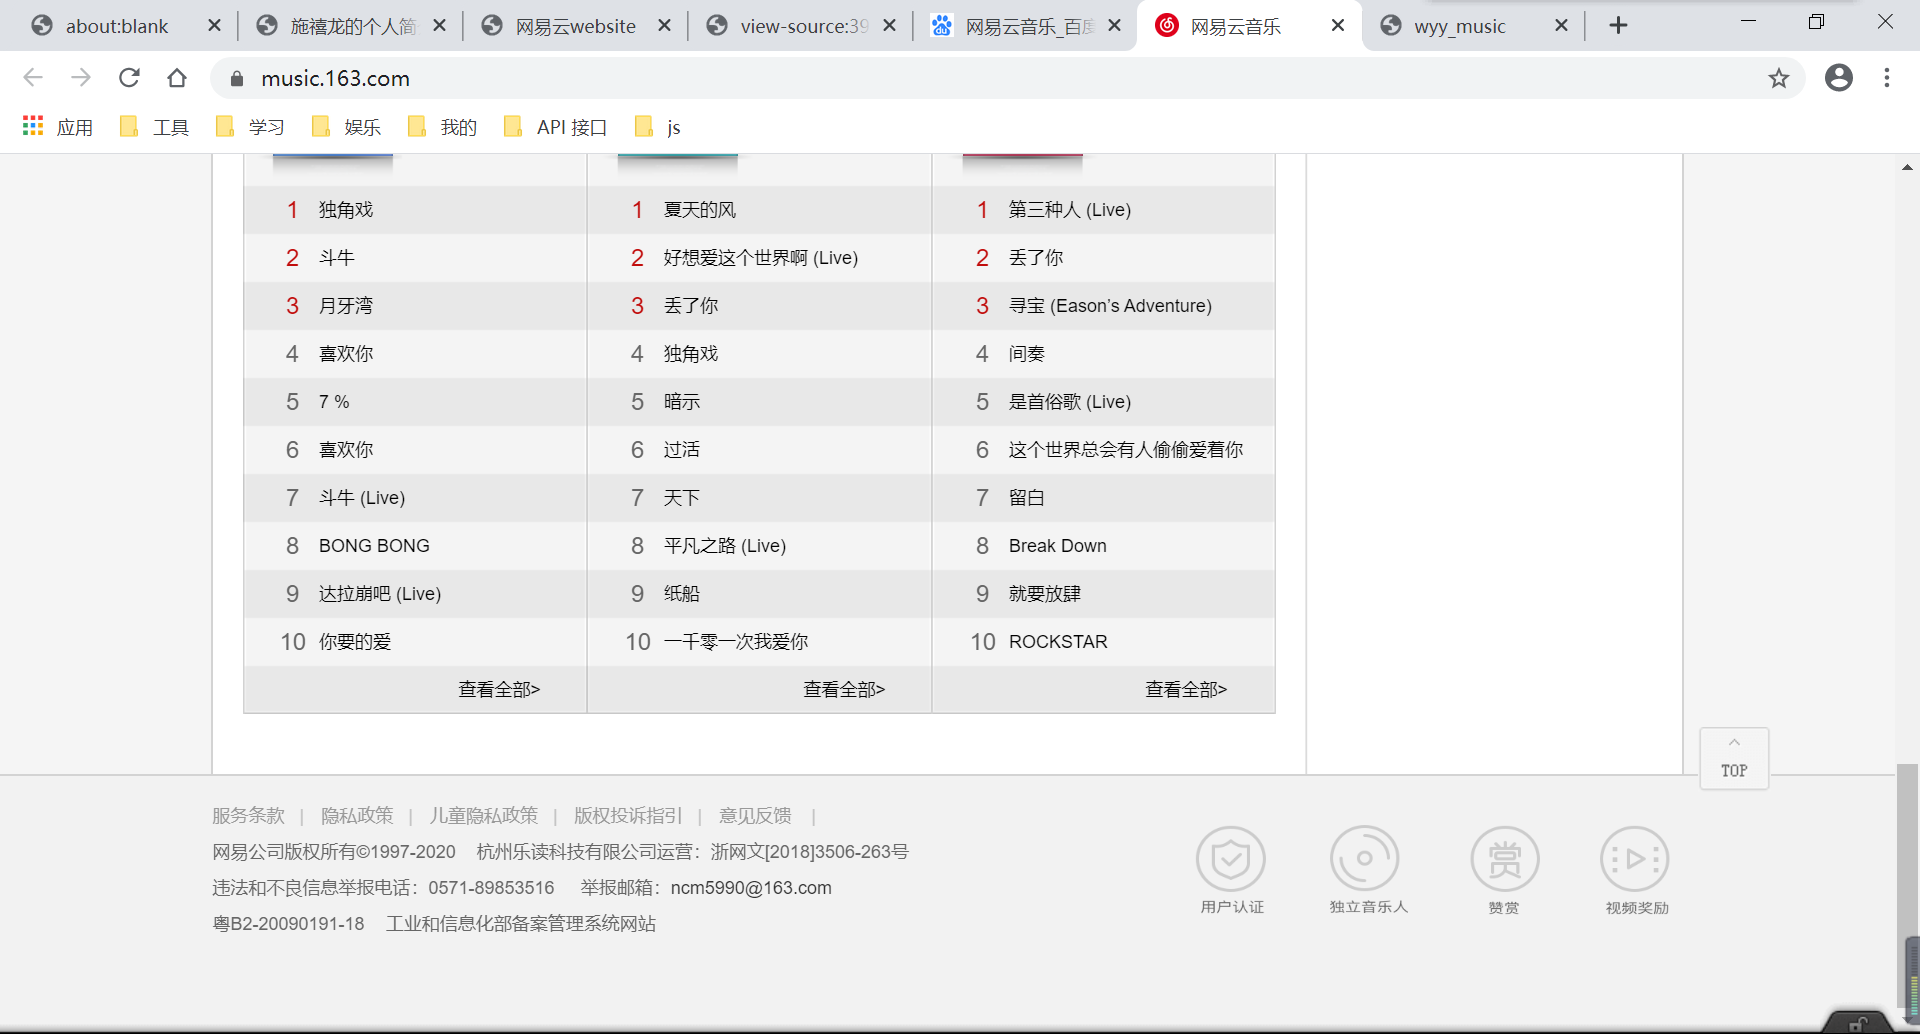 about:blank
施禧龙的个人简
网易云website
view-source:39
网易云音乐_百度
网易云音乐
wyy_music
music.163.com
应用 工具 学习 娱乐 我的 API 接口 js
1 独角戏
2 斗牛
3 月牙湾
4 喜欢你
5 7 %
6 喜欢你
7 斗牛 (Live)
8 BONG BONG
9 达拉崩吧 (Live)
10 你要的爱
查看全部>
1 夏天的风
2 好想爱这个世界啊 (Live)
3 丢了你
4 独角戏
5 暗示
6 过活
7 天下
8 平凡之路 (Live)
9 纸船
10 一千零一次我爱你
查看全部>
1 第三种人 (Live)
2 丢了你
3 寻宝 (Eason’s Adventure)
4 间奏
5 是首俗歌 (Live)
6 这个世界总会有人偷偷爱着你
7 留白
8 Break Down
9 就要放肆
10 ROCKSTAR
查看全部>
TOP
服务条款 | 隐私政策 | 儿童隐私政策 | 版权投诉指引 | 意见反馈 |
网易公司版权所有©1997-2020 杭州乐读科技有限公司运营：浙网文[2018]3506-263号
违法和不良信息举报电话：0571-89853516 举报邮箱：ncm5990@163.com
粤B2-20090191-18 工业和信息化部备案管理系统网站
赏
用户认证
独立音乐人
赞赏
视频奖励